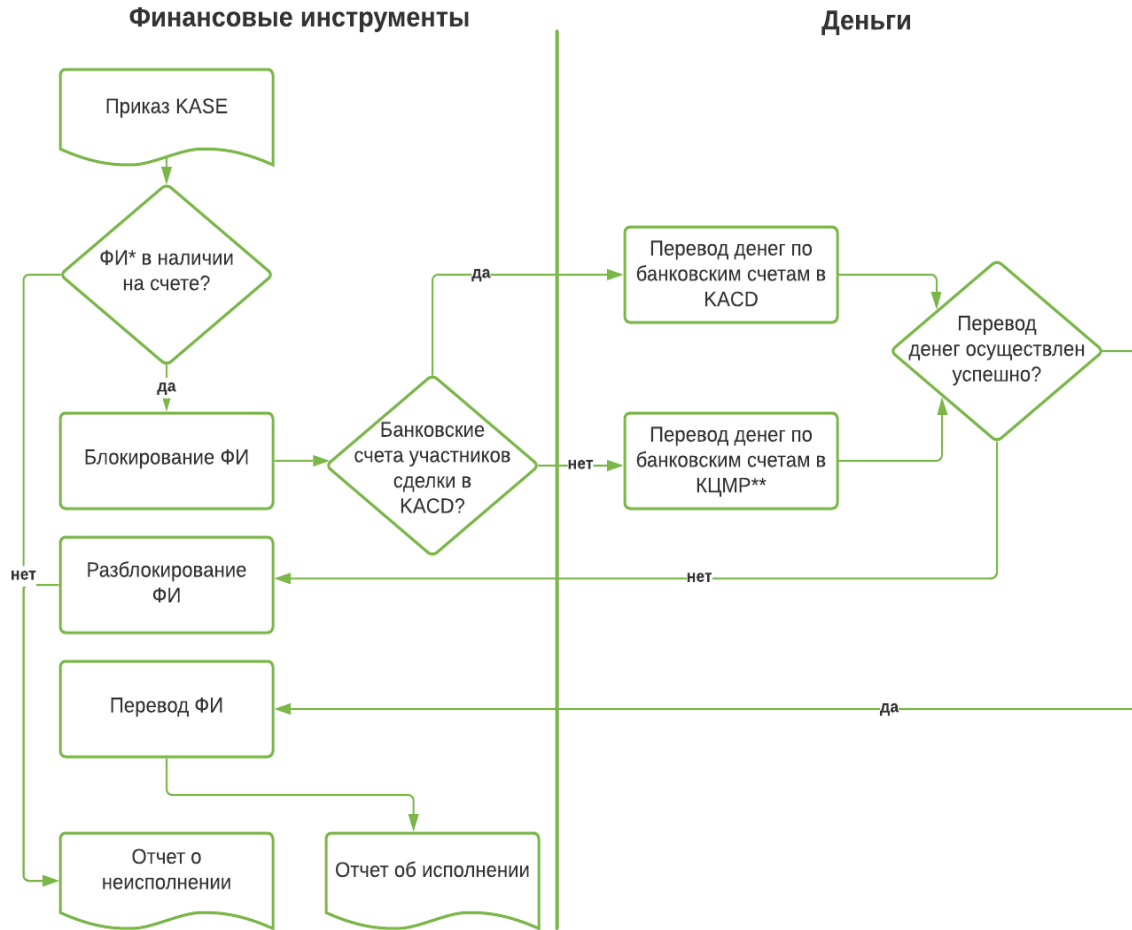 Финансовые инструменты
Деньги
Приказ KASE
ФИ* в наличии
на счете?
да
Блокирование ФИ
Банковские
счета участников
сделки в
KACD?
да
Перевод денег по
банковским счетам в
KACD
нет
Перевод денег по
банковским счетам в
КЦМР**
Перевод
денег осуществлен
успешно?
нет
Разблокирование
ФИ
нет
Перевод ФИ
да
Отчет о
неисполнении
Отчет об исполнении